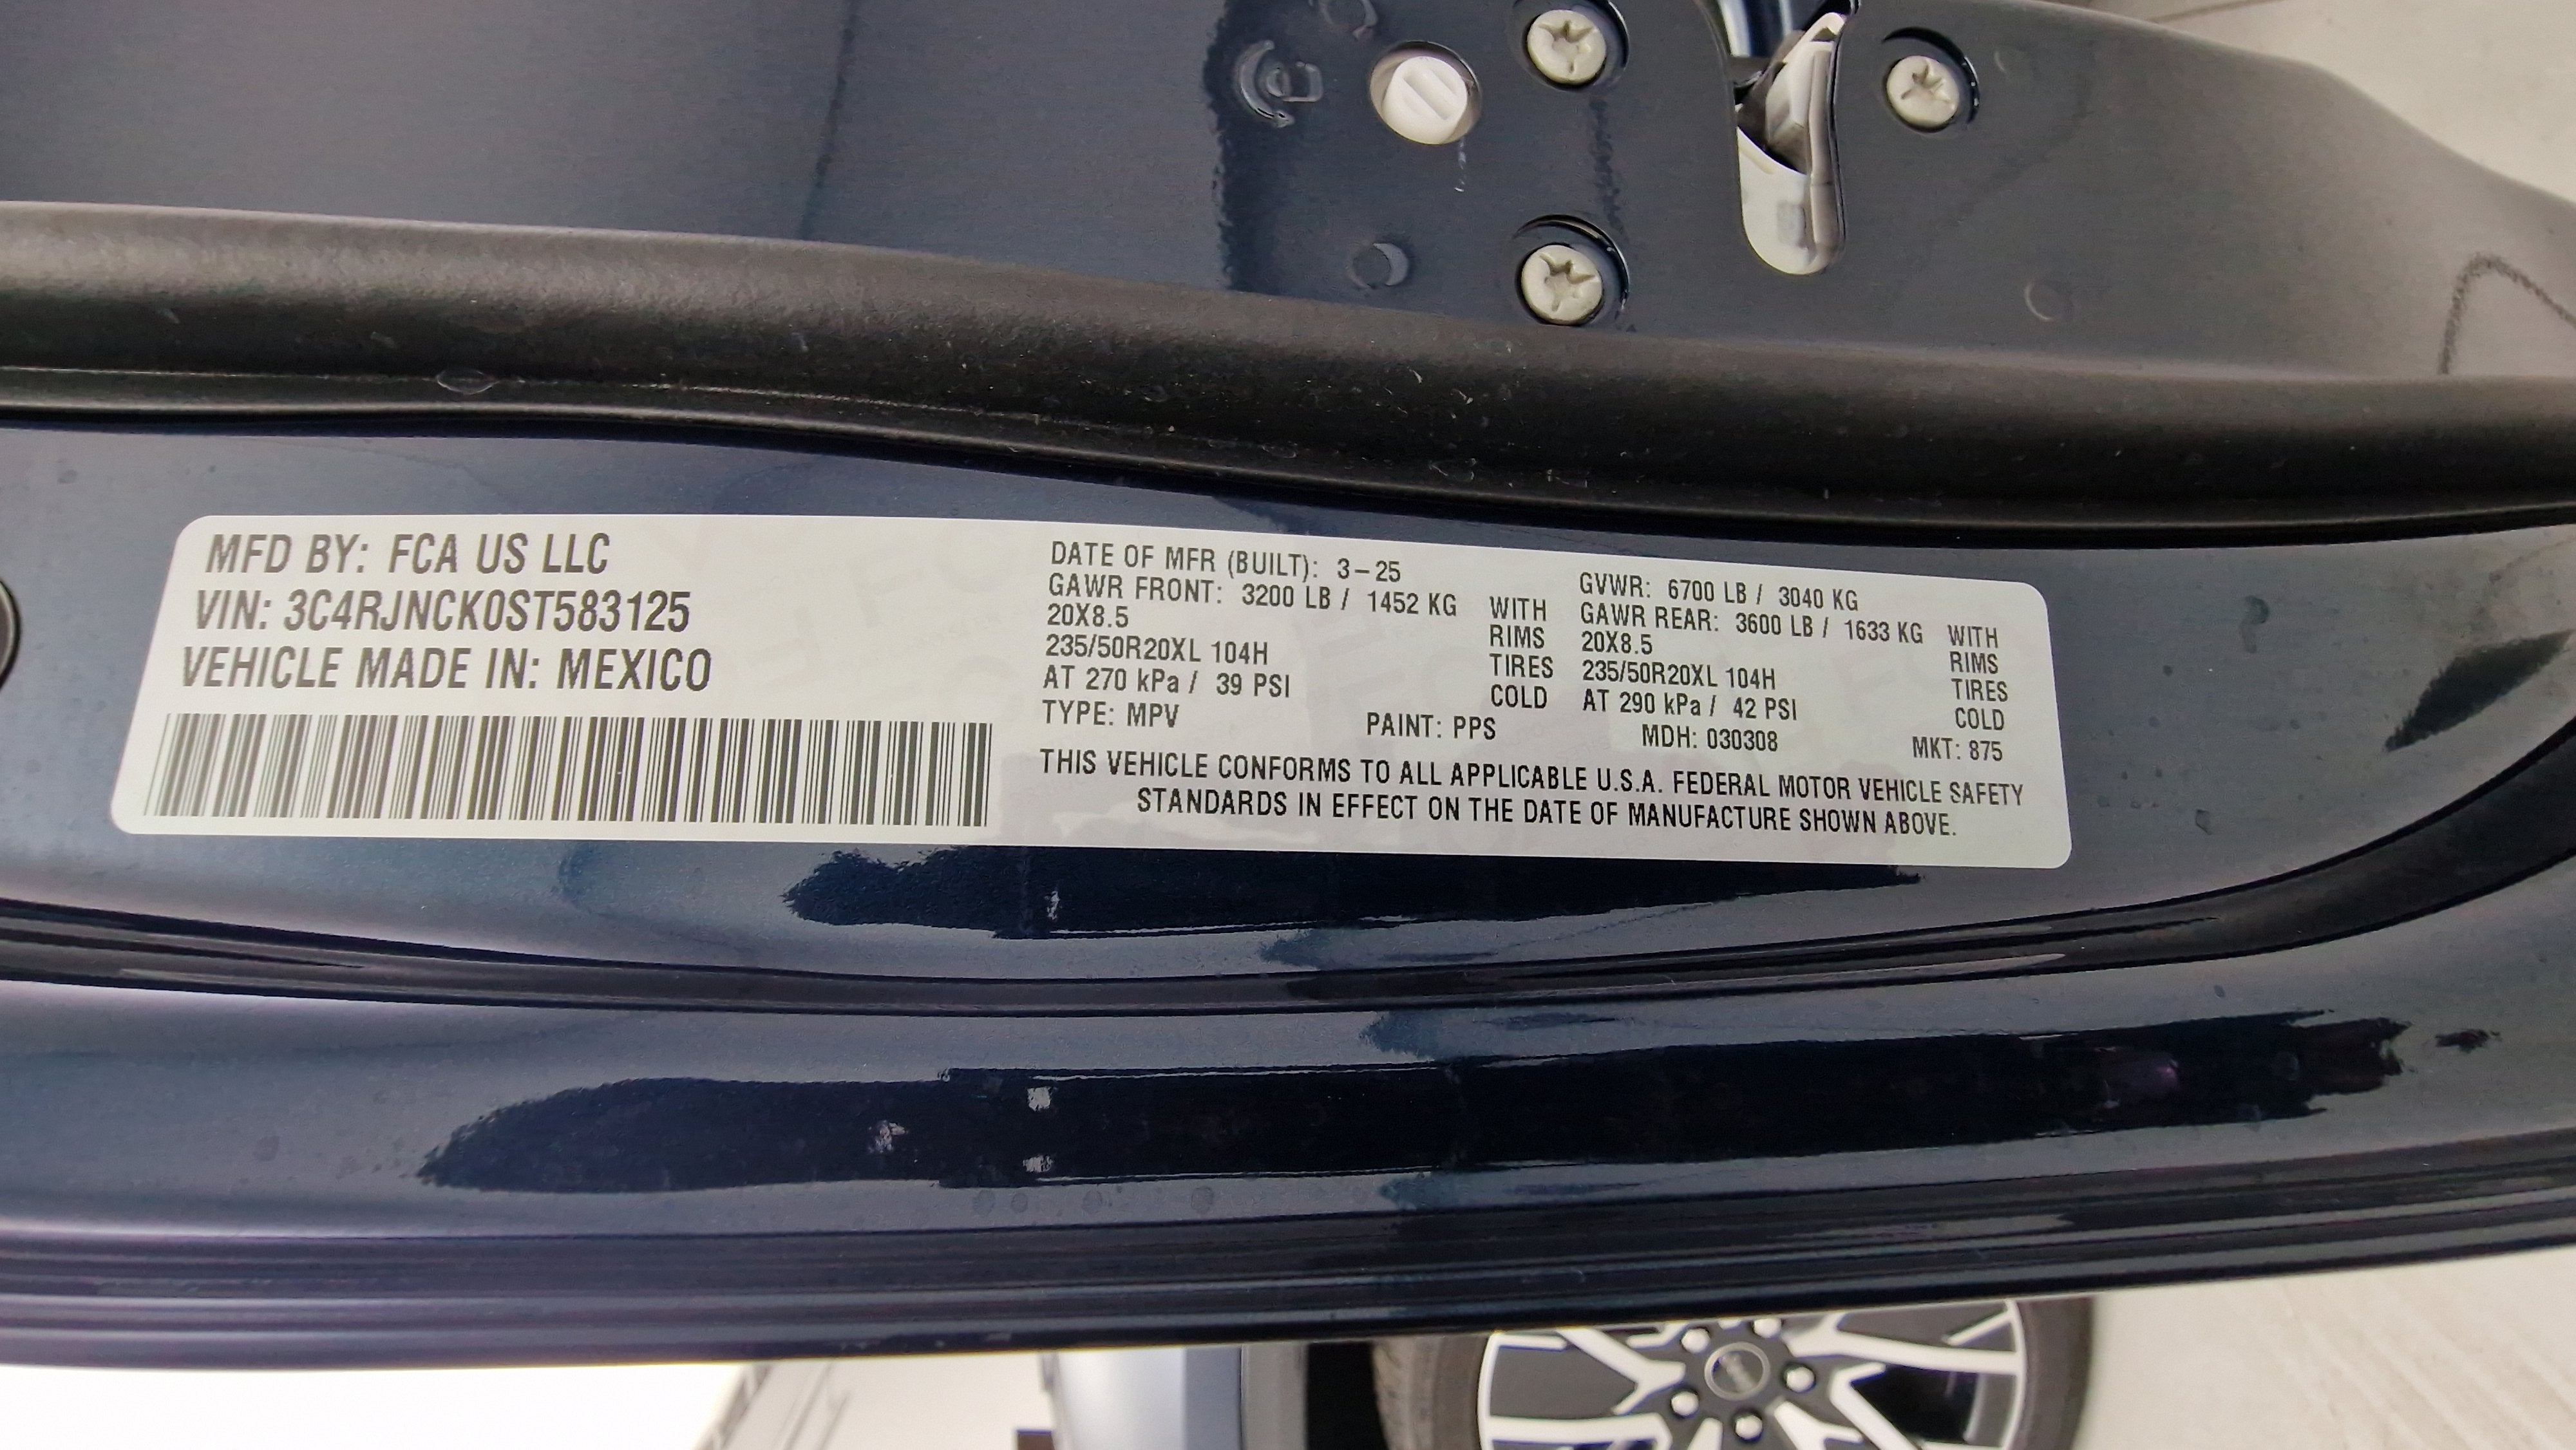 MFD BY: FCA US LLC
VIN: 3C4RJNCK0ST583125
VEHICLE MADE IN: MEXICO
DATE OF MFR (BUILT): 3-25 GVWR: 6700 LB / 3040 KG
GAWR FRONT: 3200 LB / 1452 KG WITH GAWR REAR: 3600 LB / 1633 KG WITH
20X8.5 RIMS 20X8.5 RIMS
235/50R20XL 104H TIRES 235/50R20XL 104H TIRES
AT 270 kPa / 39 PSI COLD AT 290 kPa / 42 PSI COLD
TYPE: MPV PAINT: PPS MDH: 030308 MKT: 875
THIS VEHICLE CONFORMS TO ALL APPLICABLE U.S.A. FEDERAL MOTOR VEHICLE SAFETY
STANDARDS IN EFFECT ON THE DATE OF MANUFACTURE SHOWN ABOVE.